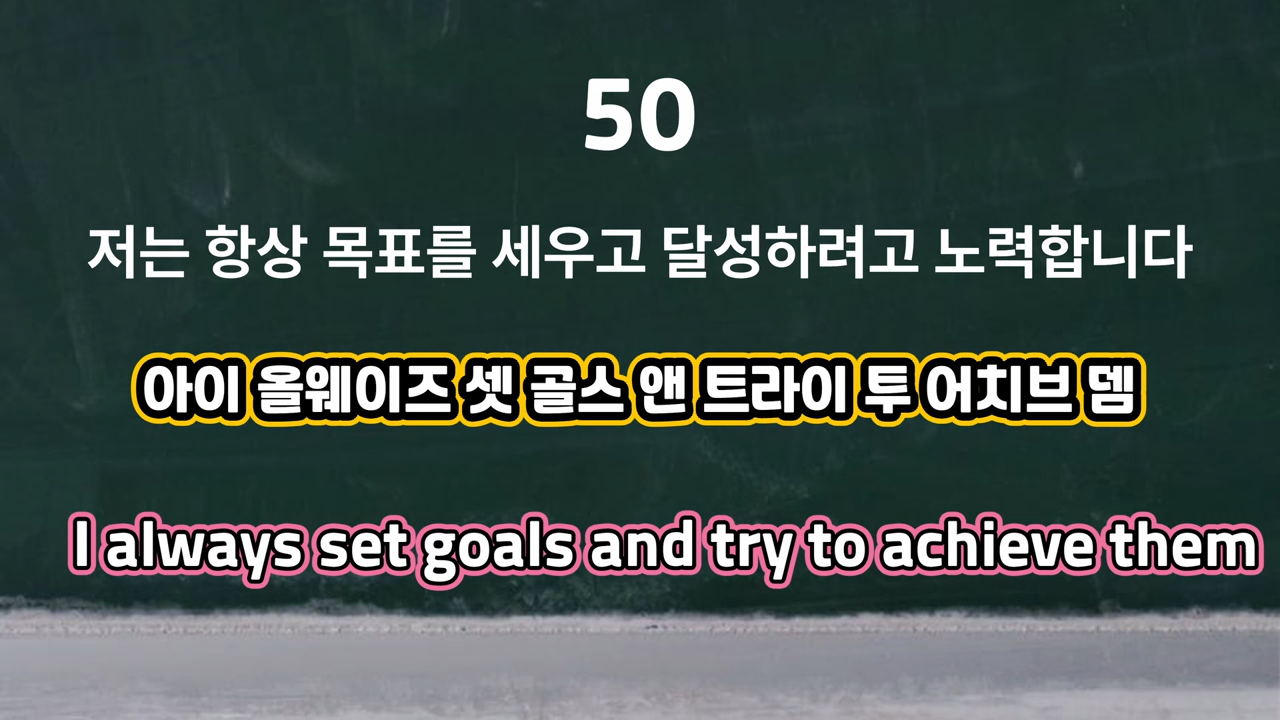 50
저는 항상 목표를 세우고 달성하려고 노력합니다
아이 올웨이즈 셋 골스 앤 트라이 투 어치브 뎀
I always set goals and try to achieve them